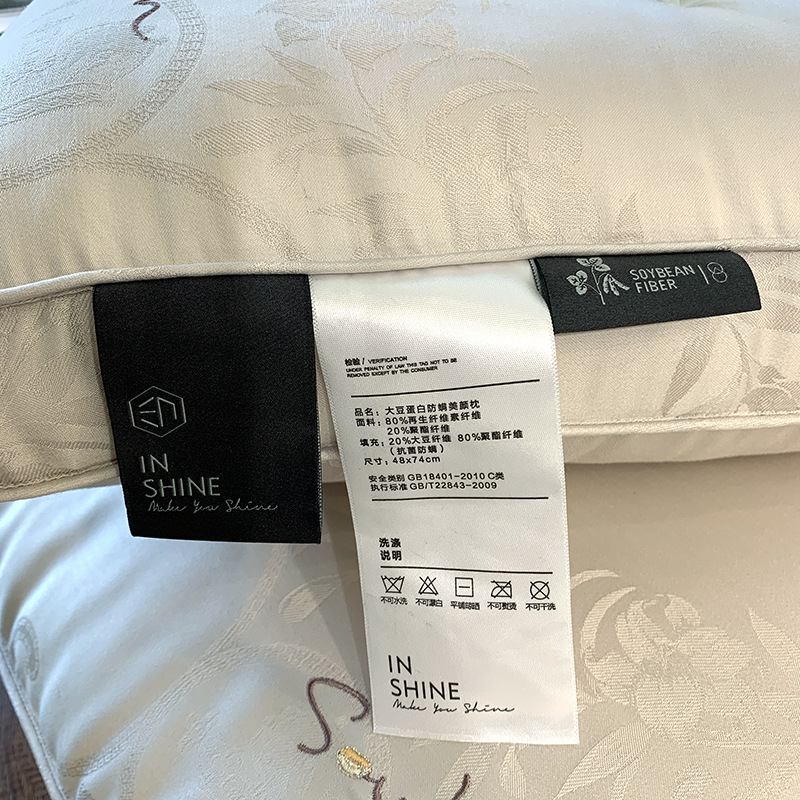 SOYBEAN
FIBER
IN
SHINE
Make You Shine
检验 / VERIFICATION
UNDER PENALTY OF LAW THIS TAG NOT TO BE
REMOVED EXCEPT BY THE CONSUMER
品名：大豆蛋白防螨美颜枕
面料：80%再生纤维素纤维
20%聚酯纤维
填充：20%大豆纤维 80%聚酯纤维
（抗菌防螨）
尺寸：48x74cm
安全类别 GB18401-2010 C类
执行标准 GB/T22843-2009
洗涤
说明
不可水洗 不可漂白 平铺晾晒 不可熨烫 不可干洗
IN
SHINE
Make You Shine